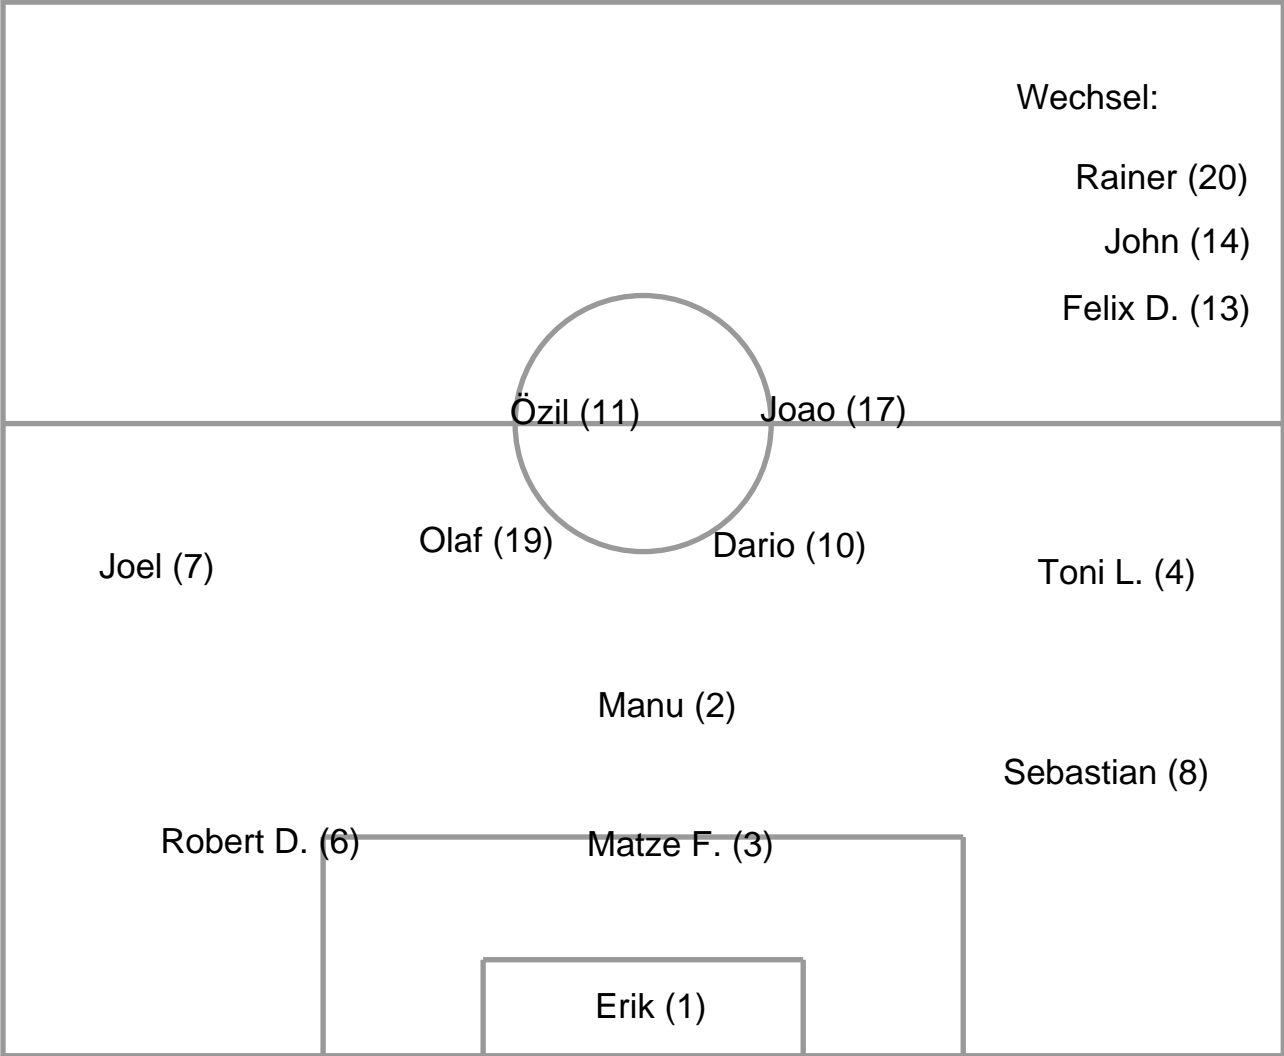 Wechsel:
Rainer (20)
John (14)
Felix D. (13)
Özil (11)
Joao (17)
Olaf (19)
Dario (10)
Joel (7)
Toni L. (4)
Manu (2)
Sebastian (8)
Robert D. (6)
Matze F. (3)
Erik (1)